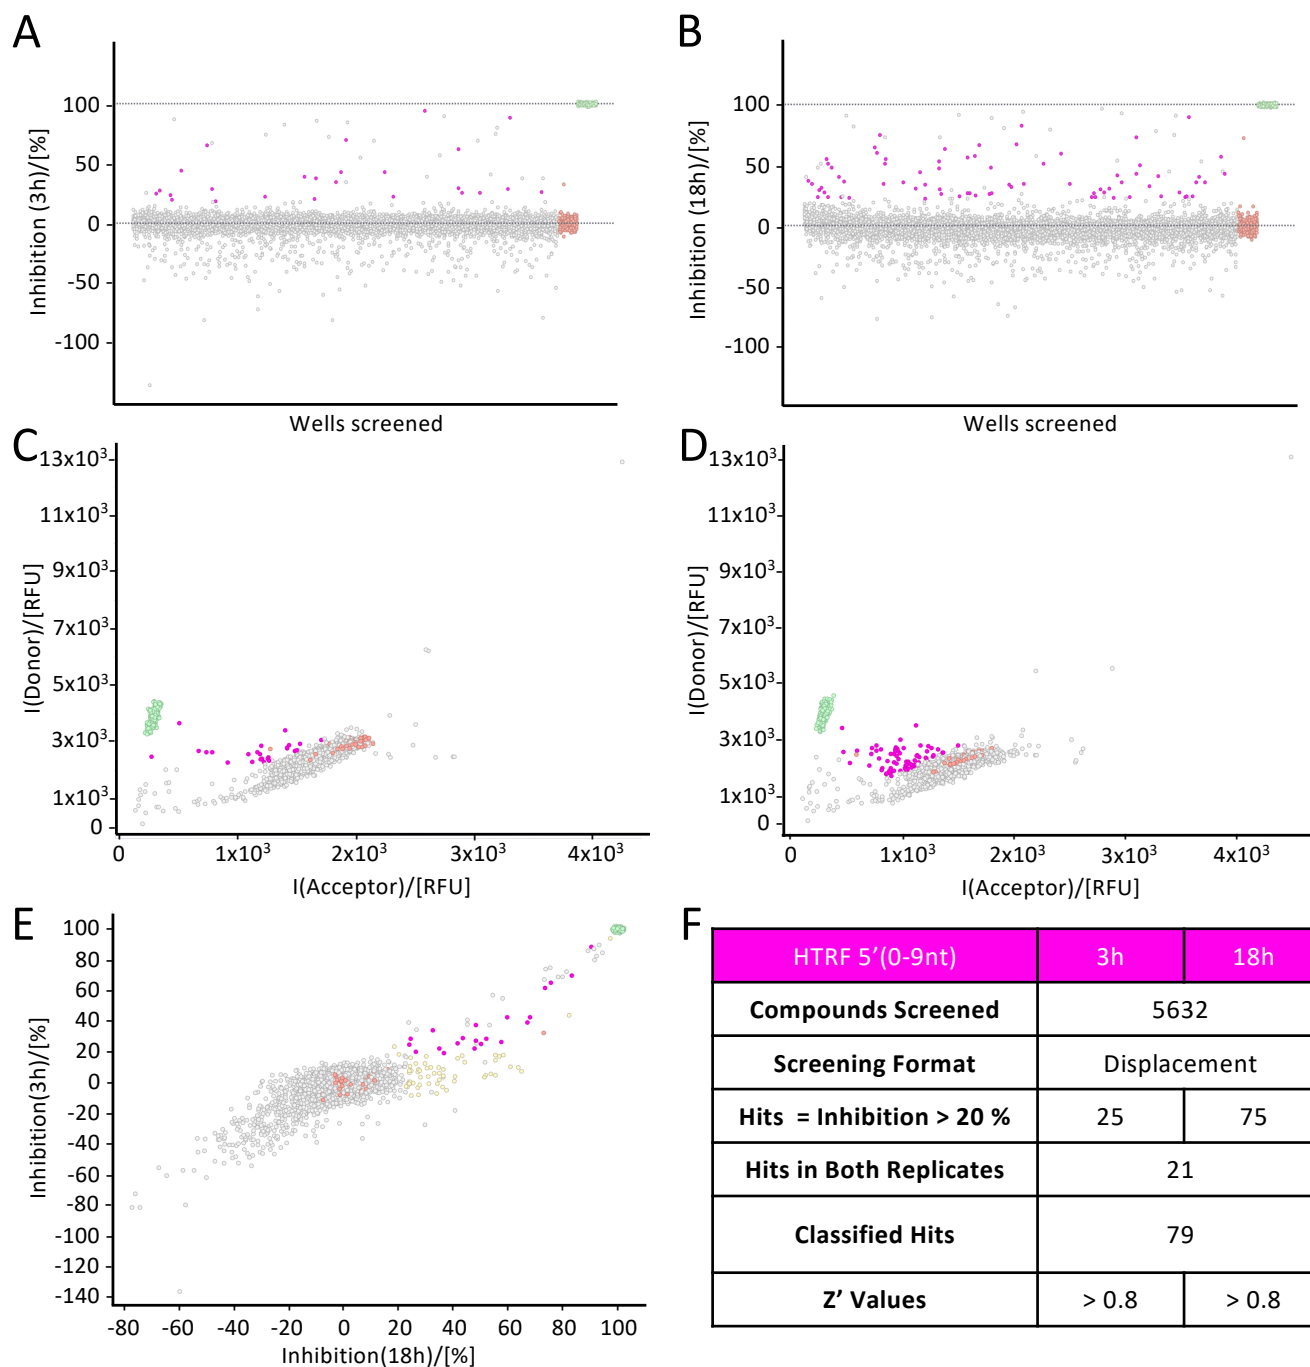 A
Inhibition (3h)/[%]
100
50
0
-50
-100
Wells screened
B
Inhibition (18h)/[%]
100
50
0
-50
-100
Wells screened
C
I(Donor)/[RFU]
13x10³
11x10³
9x10³
7x10³
5x10³
3x10³
1x10³
0
0 1x10³ 2x10³ 3x10³ 4x10³
I(Acceptor)/[RFU]
D
I(Donor)/[RFU]
13x10³
11x10³
9x10³
7x10³
5x10³
3x10³
1x10³
0
0 1x10³ 2x10³ 3x10³ 4x10³
I(Acceptor)/[RFU]
E
Inhibition(3h)/[%]
100
80
60
40
20
0
-20
-40
-60
-80
-100
-120
-140
-80 -60 -40 -20 0 20 40 60 80 100
Inhibition(18h)/[%]
F
HTRF 5′(0-9nt) 3h 18h
Compounds Screened 5632
Screening Format Displacement
Hits = Inhibition > 20 % 25 75
Hits in Both Replicates 21
Classified Hits 79
Z’ Values > 0.8 > 0.8